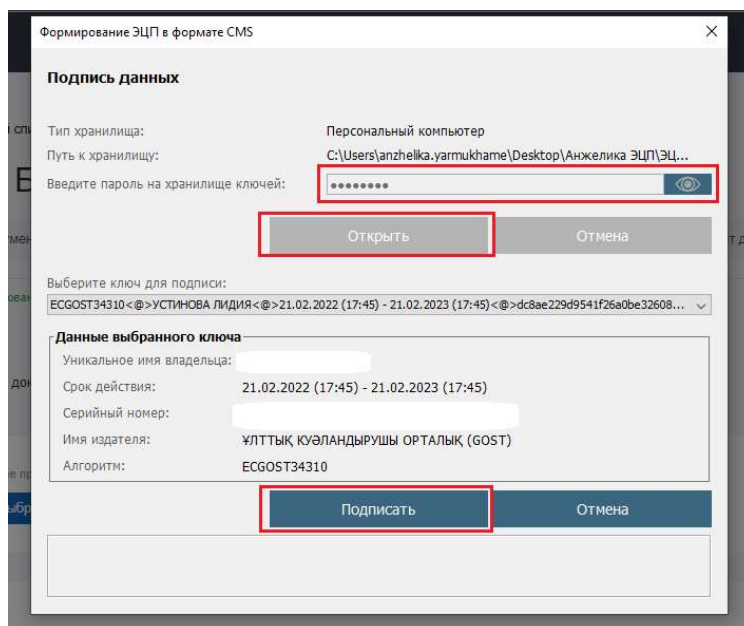 Формирование ЭЦП в формате CMS
Подпись данных
Тип хранилища: Персональный компьютер
Путь к хранилищу: C:\Users\anzhelika.yarmukhame\Desktop\Анжелика ЭЦП\ЭЦ...
Введите пароль на хранилище ключей: ●●●●●●●●
Открыть Отмена
Выберите ключ для подписи:
ECGOST34310<@>УСТИНОВА ЛИДИЯ<@>21.02.2022 (17:45) - 21.02.2023 (17:45)<@>dc8ae229d9541f26a0be32608...
Данные выбранного ключа
Уникальное имя владельца:
Срок действия: 21.02.2022 (17:45) - 21.02.2023 (17:45)
Серийный номер:
Имя издателя: ҰЛТТЫҚ КУӘЛАНДЫРУШЫ ОРТАЛЫҚ (GOST)
Алгоритм: ECGOST34310
Подписать Отмена